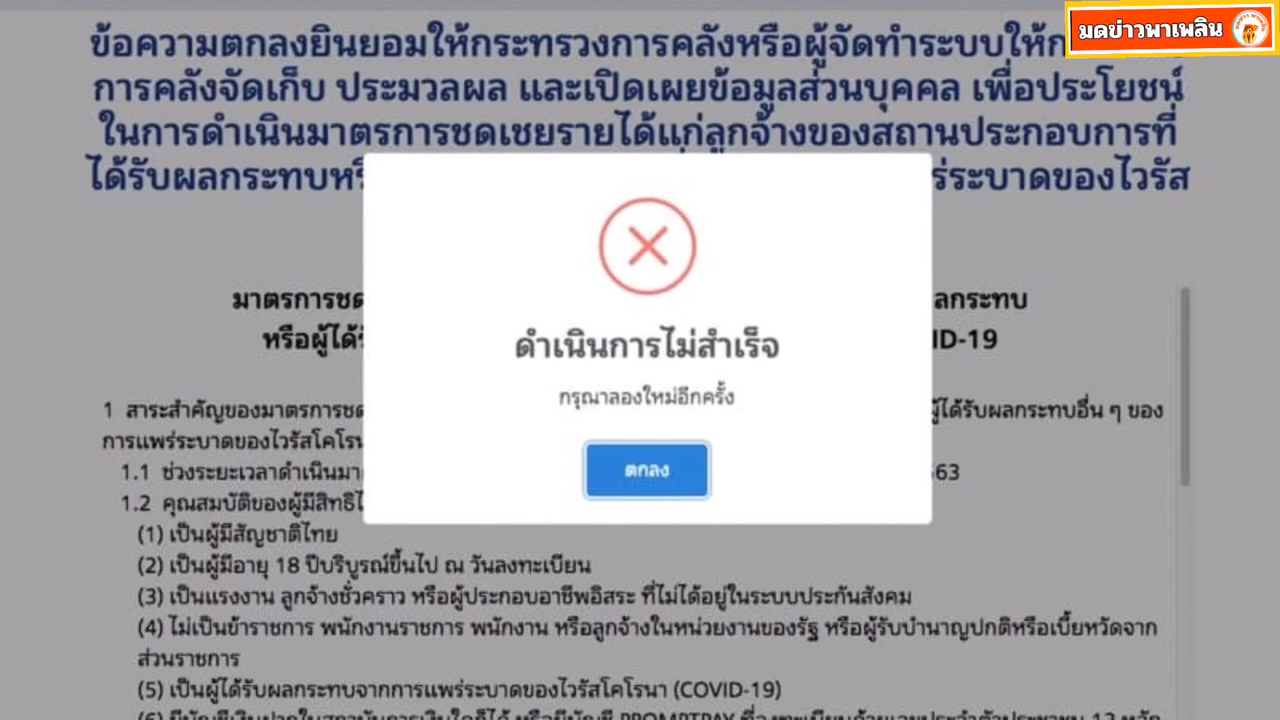 มดข่าวพาเพลิน
ข้อความตกลงยินยอมให้กระทรวงการคลังหรือผู้จัดทำระบบให้
การคลังจัดเก็บ ประมวลผล และเปิดเผยข้อมูลส่วนบุคคล เพื่อประโยชน์
ในการดำเนินมาตรการชดเชยรายได้แก่ลูกจ้างของสถานประกอบการที่
ได้รับผลกระทบ ระบาดของไวรัส
ดำเนินการไม่สำเร็จ
กรุณาลองใหม่อีกครั้ง
ตกลง
มาตรการ ผลกระทบ
หรือผู้ได้ COVID-19
1 สาระสำคัญของมาตรการ ผู้ได้รับผลกระทบอื่น ๆ ของ
การแพร่ระบาดของไวรัส
1.1 ช่วงระยะเวลาดำเนิน 563
1.2 คุณสมบัติของผู้มีสิทธิ
(1) เป็นผู้มีสัญชาติไทย
(2) เป็นผู้มีอายุ 18 ปีบริบูรณ์ขึ้นไป ณ วันลงทะเบียน
(3) เป็นแรงงาน ลูกจ้างชั่วคราว หรือผู้ประกอบอาชีพอิสระ ที่ไม่ได้อยู่ในระบบประกันสังคม
(4) ไม่เป็นข้าราชการ พนักงานราชการ พนักงาน หรือลูกจ้างในหน่วยงานของรัฐ หรือผู้รับบำนาญปกติหรือเบี้ยหวัดจาก
ส่วนราชการ
(5) เป็นผู้ได้รับผลกระทบจากการแพร่ระบาดของไวรัสโคโรนา (COVID-19)